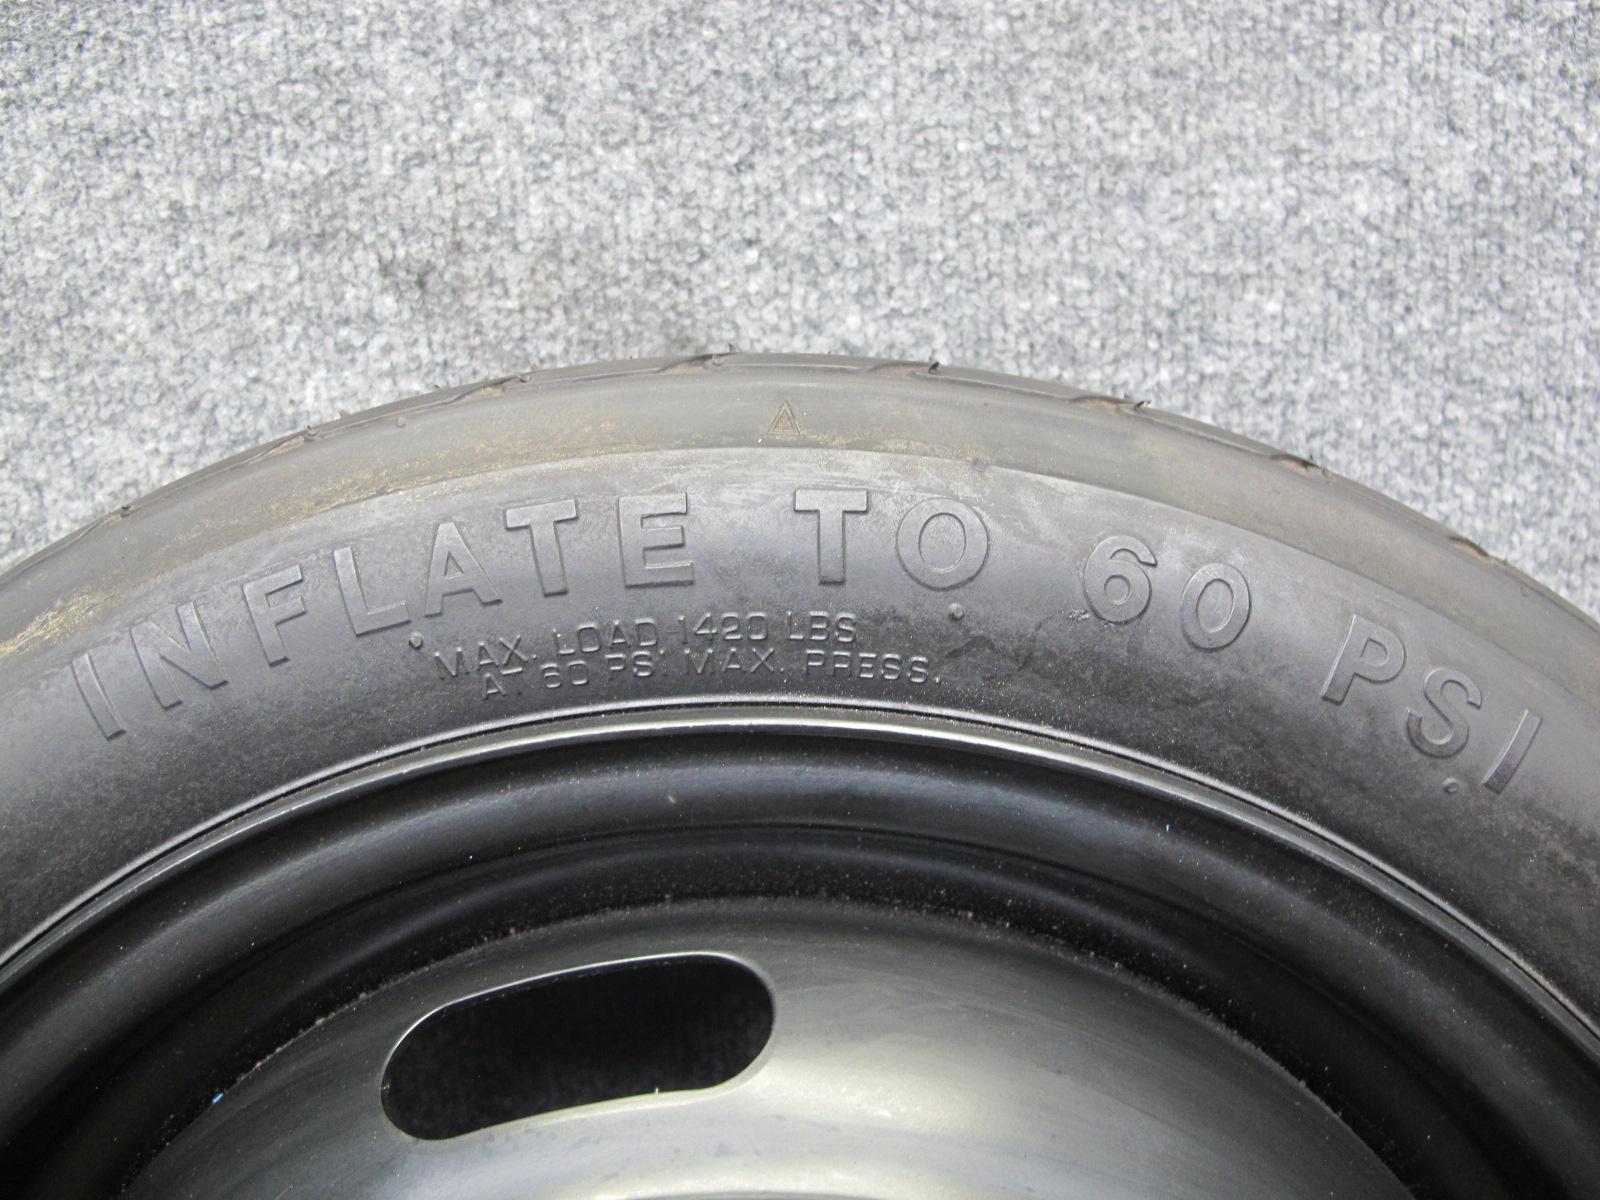 INFLATE TO 60 PSI
MAX. LOAD 1420 LBS
AT 60 PSI MAX. PRESS.